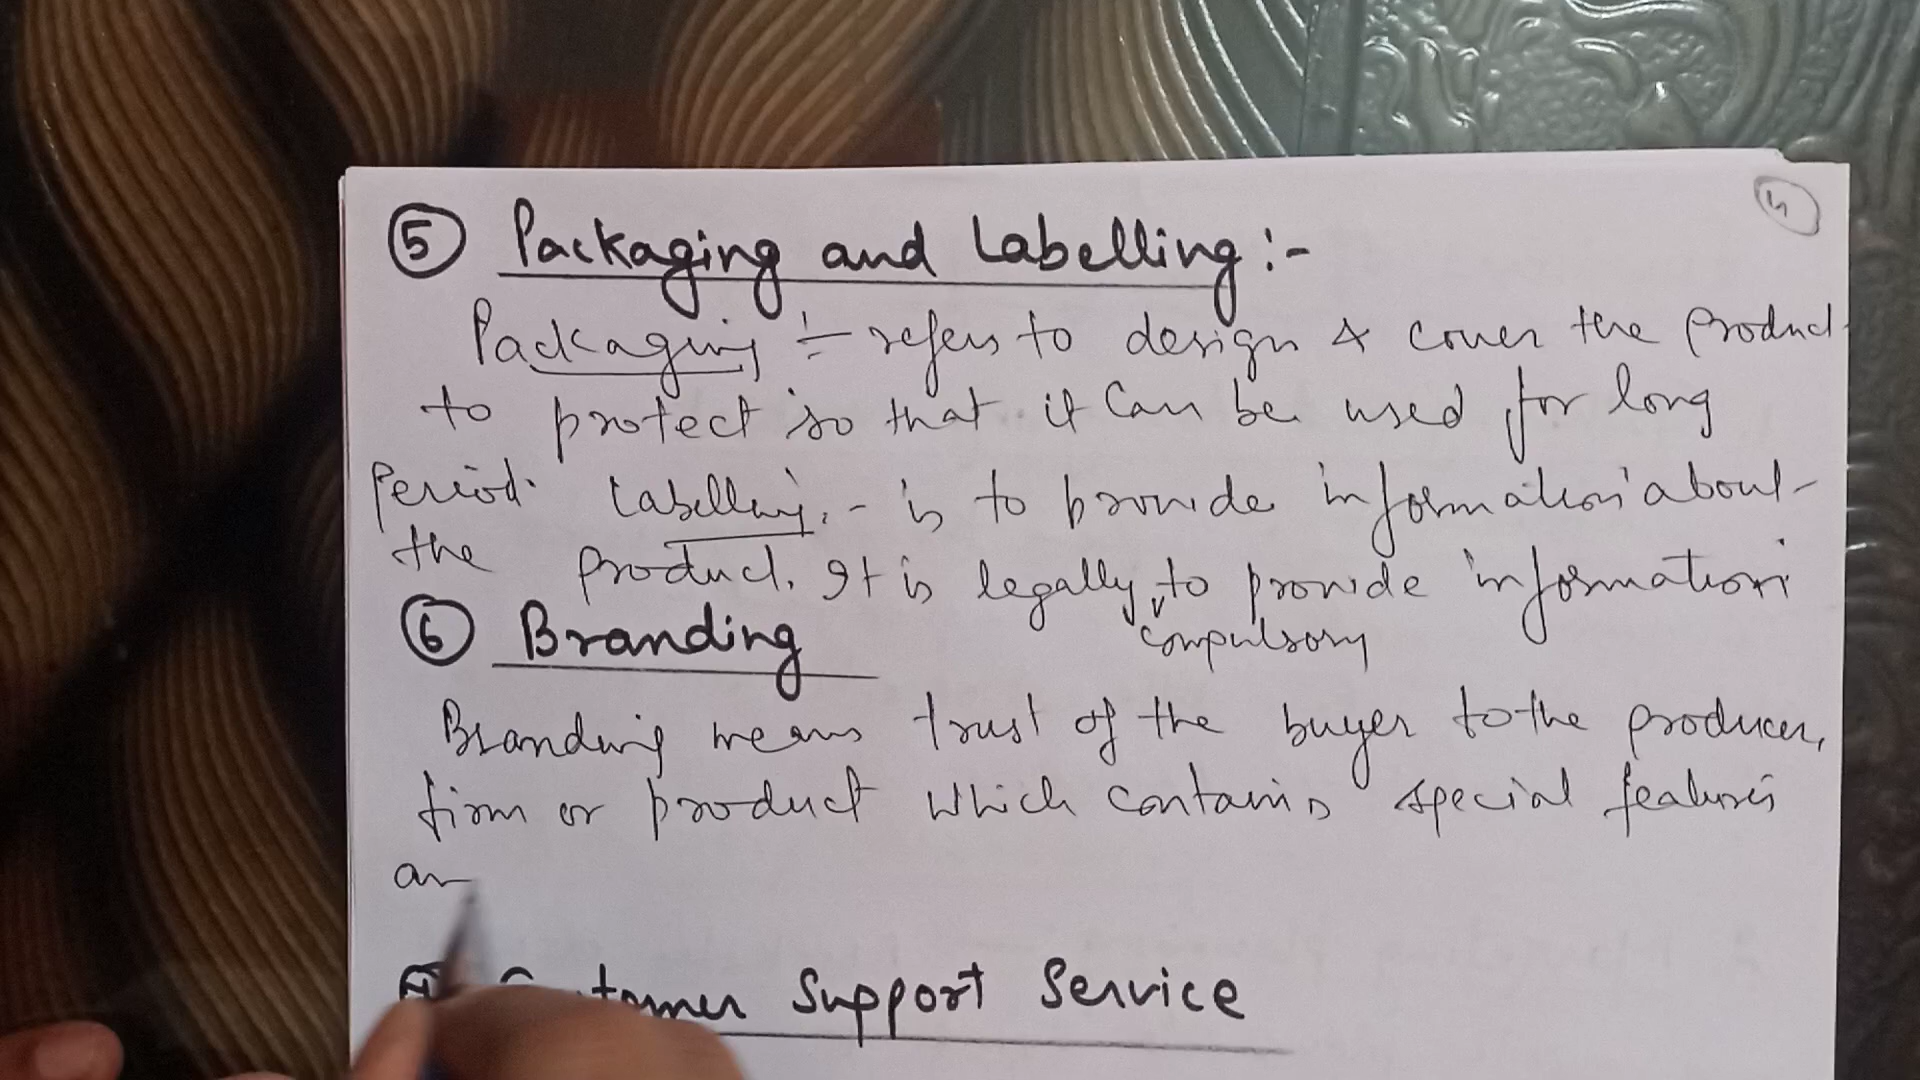 4
⑤ Packaging and Labelling:-
Packaging :- refers to design & cover the product
to protect so that it can be used for long
Period. Labelling:- is to provide information about
the product. It is legally to provide information
compulsory
⑥ Branding
Branding means trust of the buyer to the producer,
firm or product which contains special features
an
Support Service